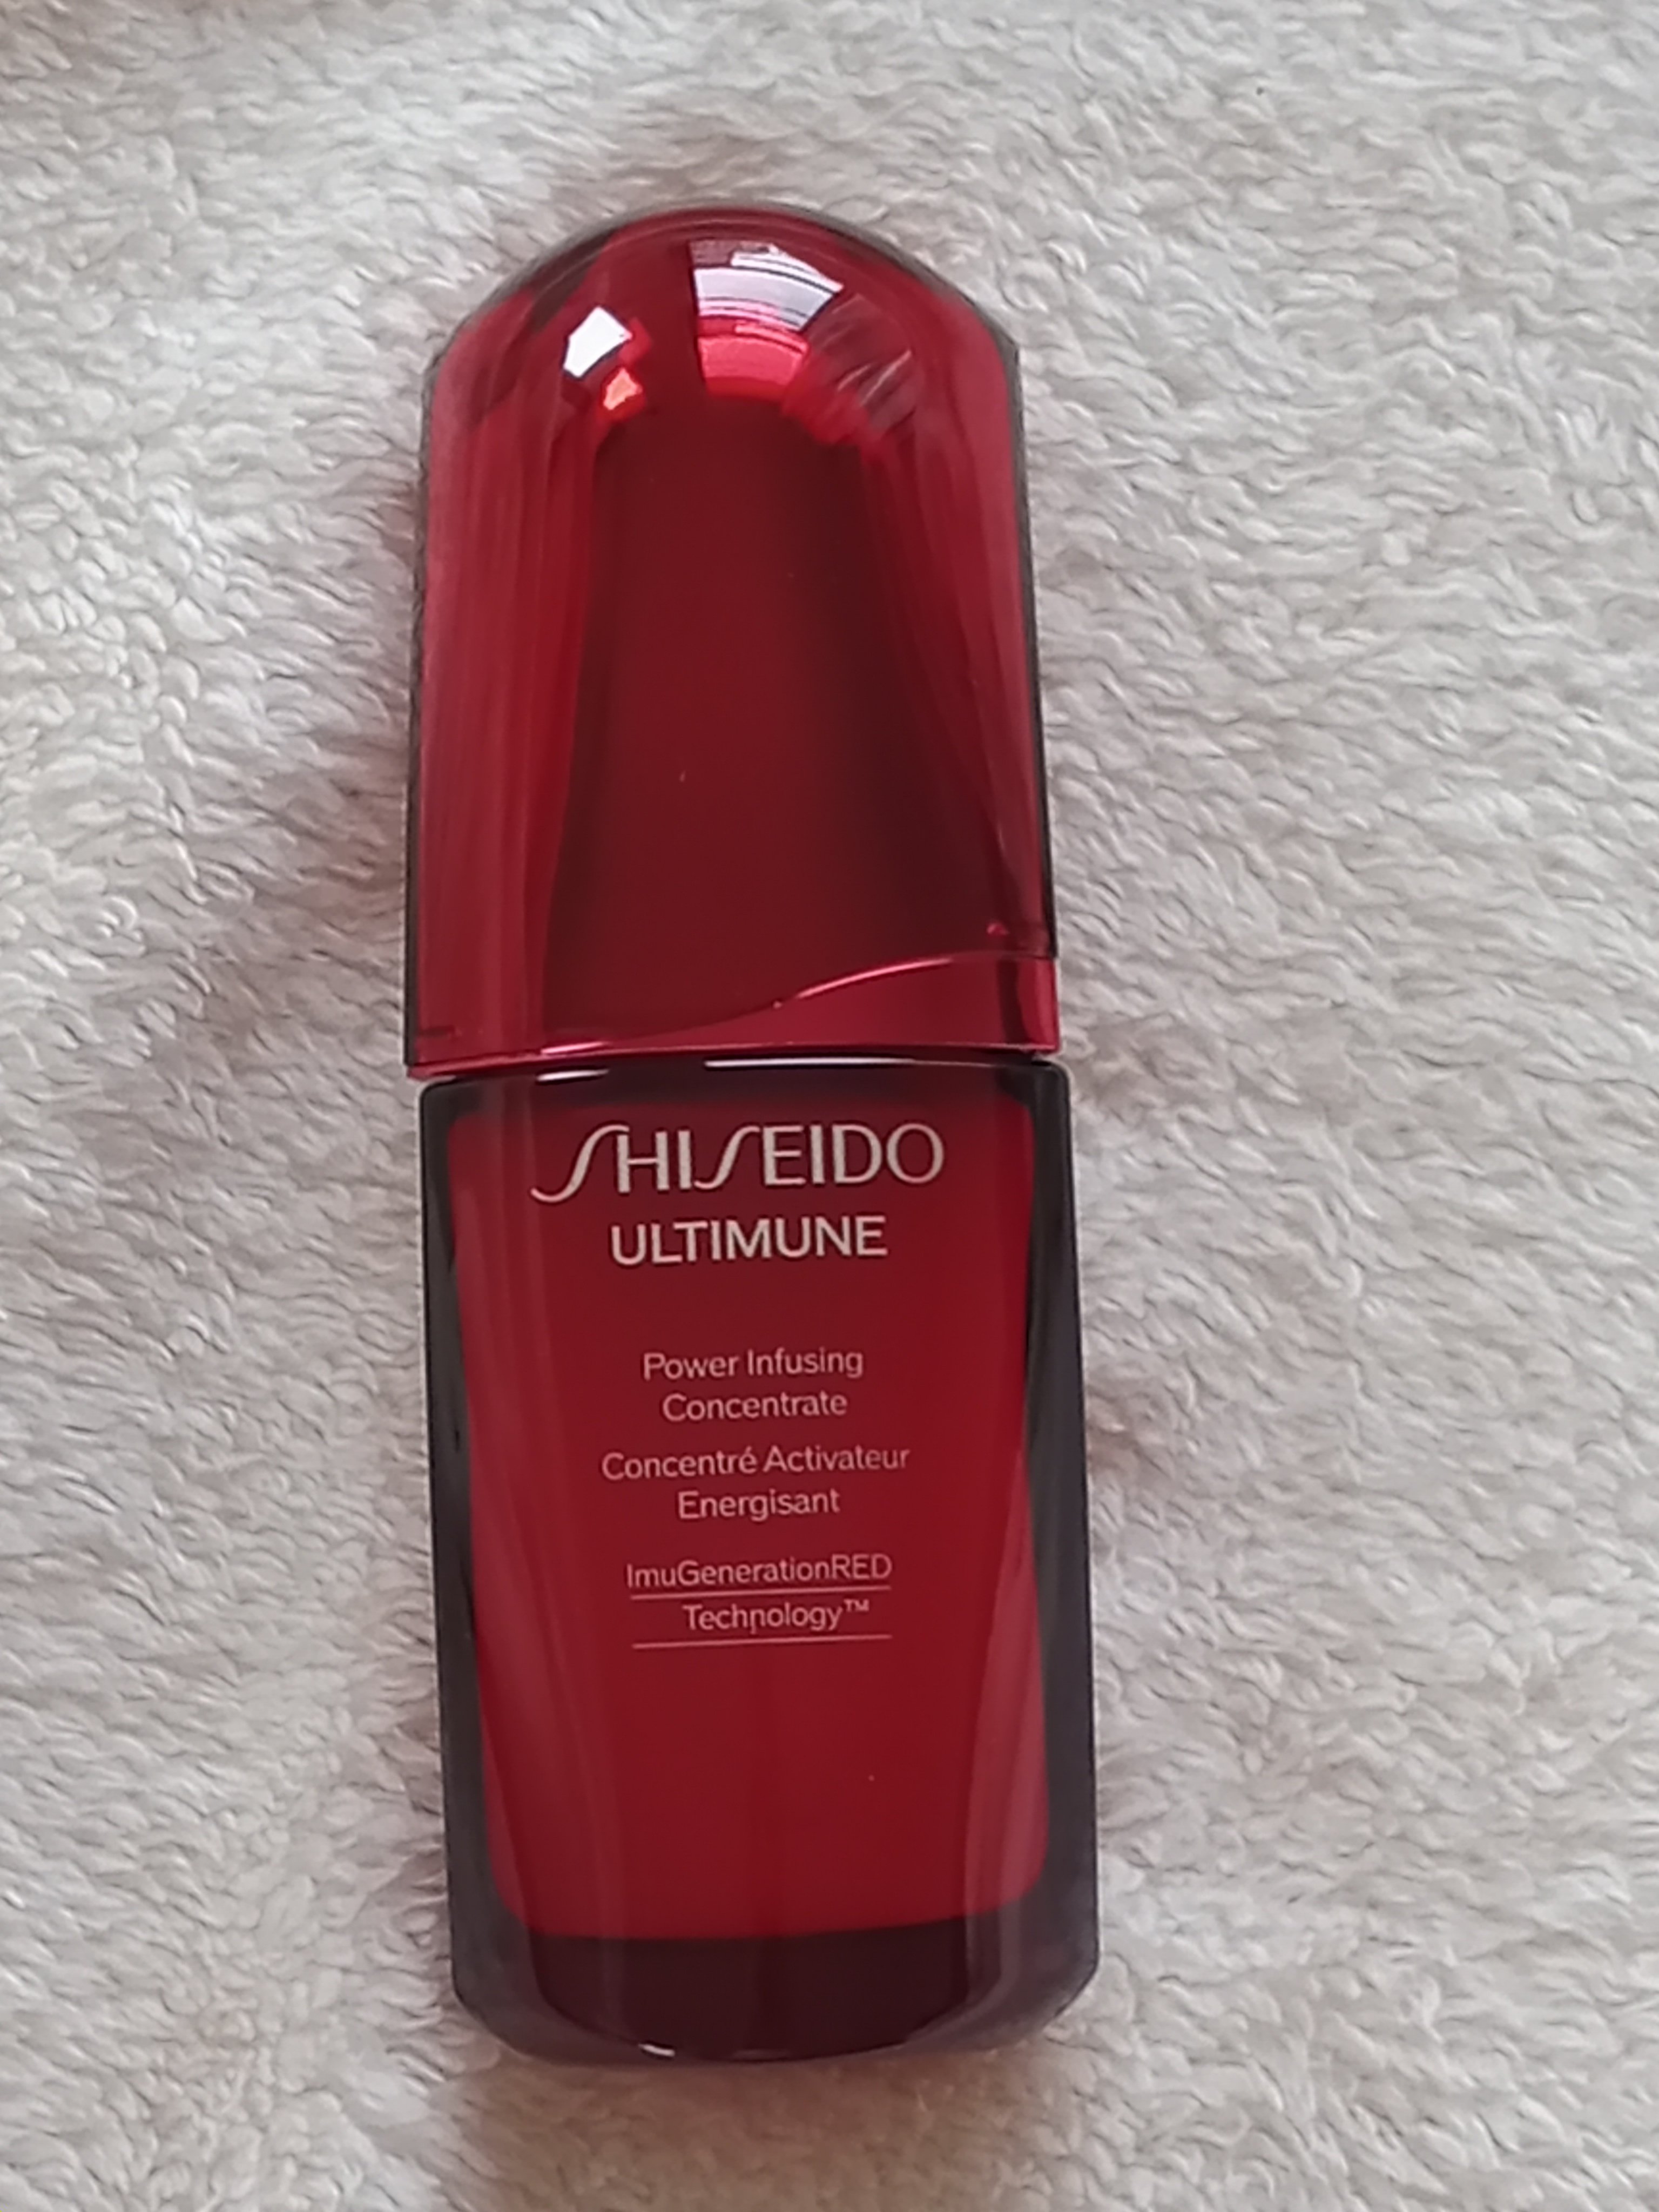 SHISEIDO
ULTIMUNE
Power Infusing
Concentrate
Concentré Activateur
Energisant
ImuGenerationRED
Technology™